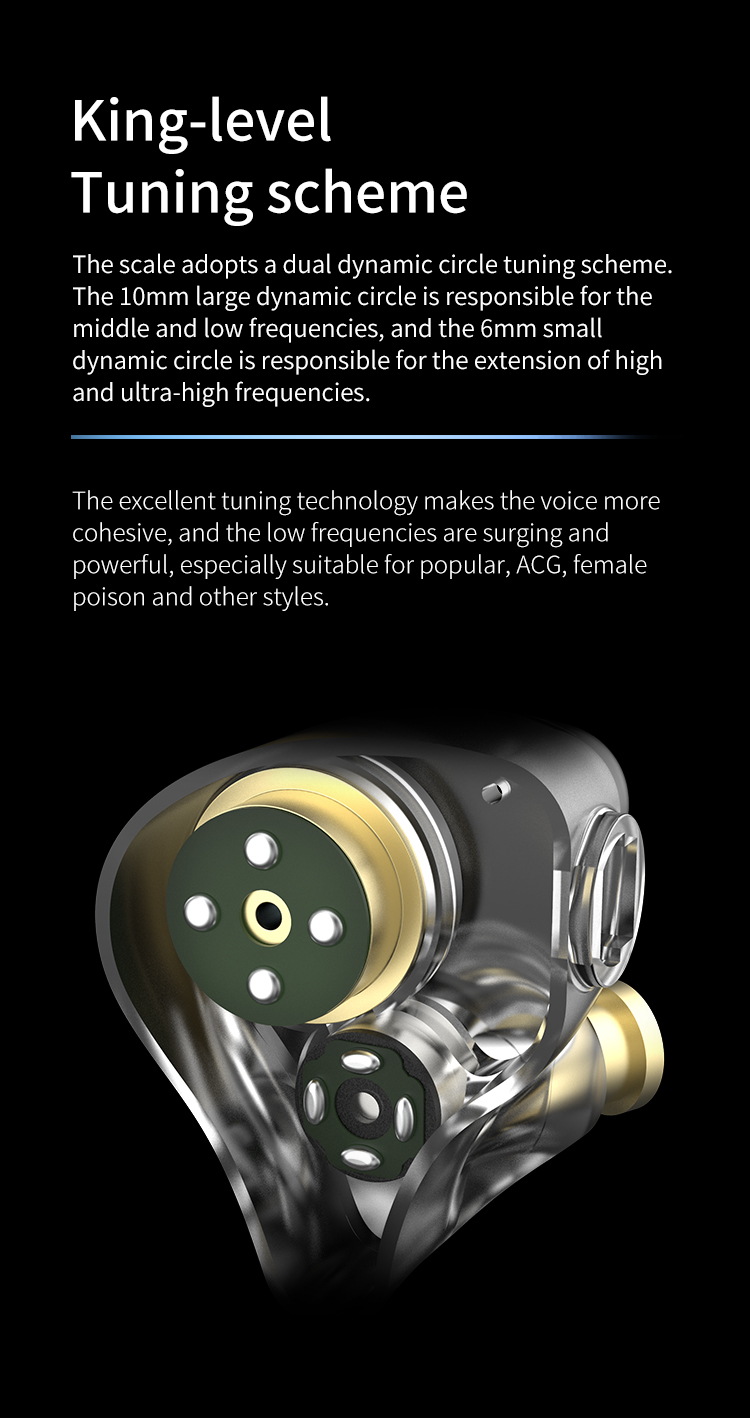 King-level
Tuning scheme
The scale adopts a dual dynamic circle tuning scheme.
The 10mm large dynamic circle is responsible for the
middle and low frequencies, and the 6mm small
dynamic circle is responsible for the extension of high
and ultra-high frequencies.
The excellent tuning technology makes the voice more
cohesive, and the low frequencies are surging and
powerful, especially suitable for popular, ACG, female
poison and other styles.